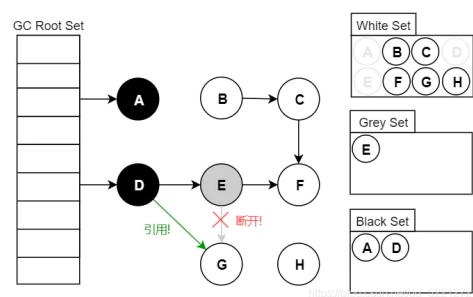 GC Root Set
White Set
A B C D
E F G H
Grey Set
E
Black Set
A D
A
B
C
D
E
F
引用!
断开!
G
H